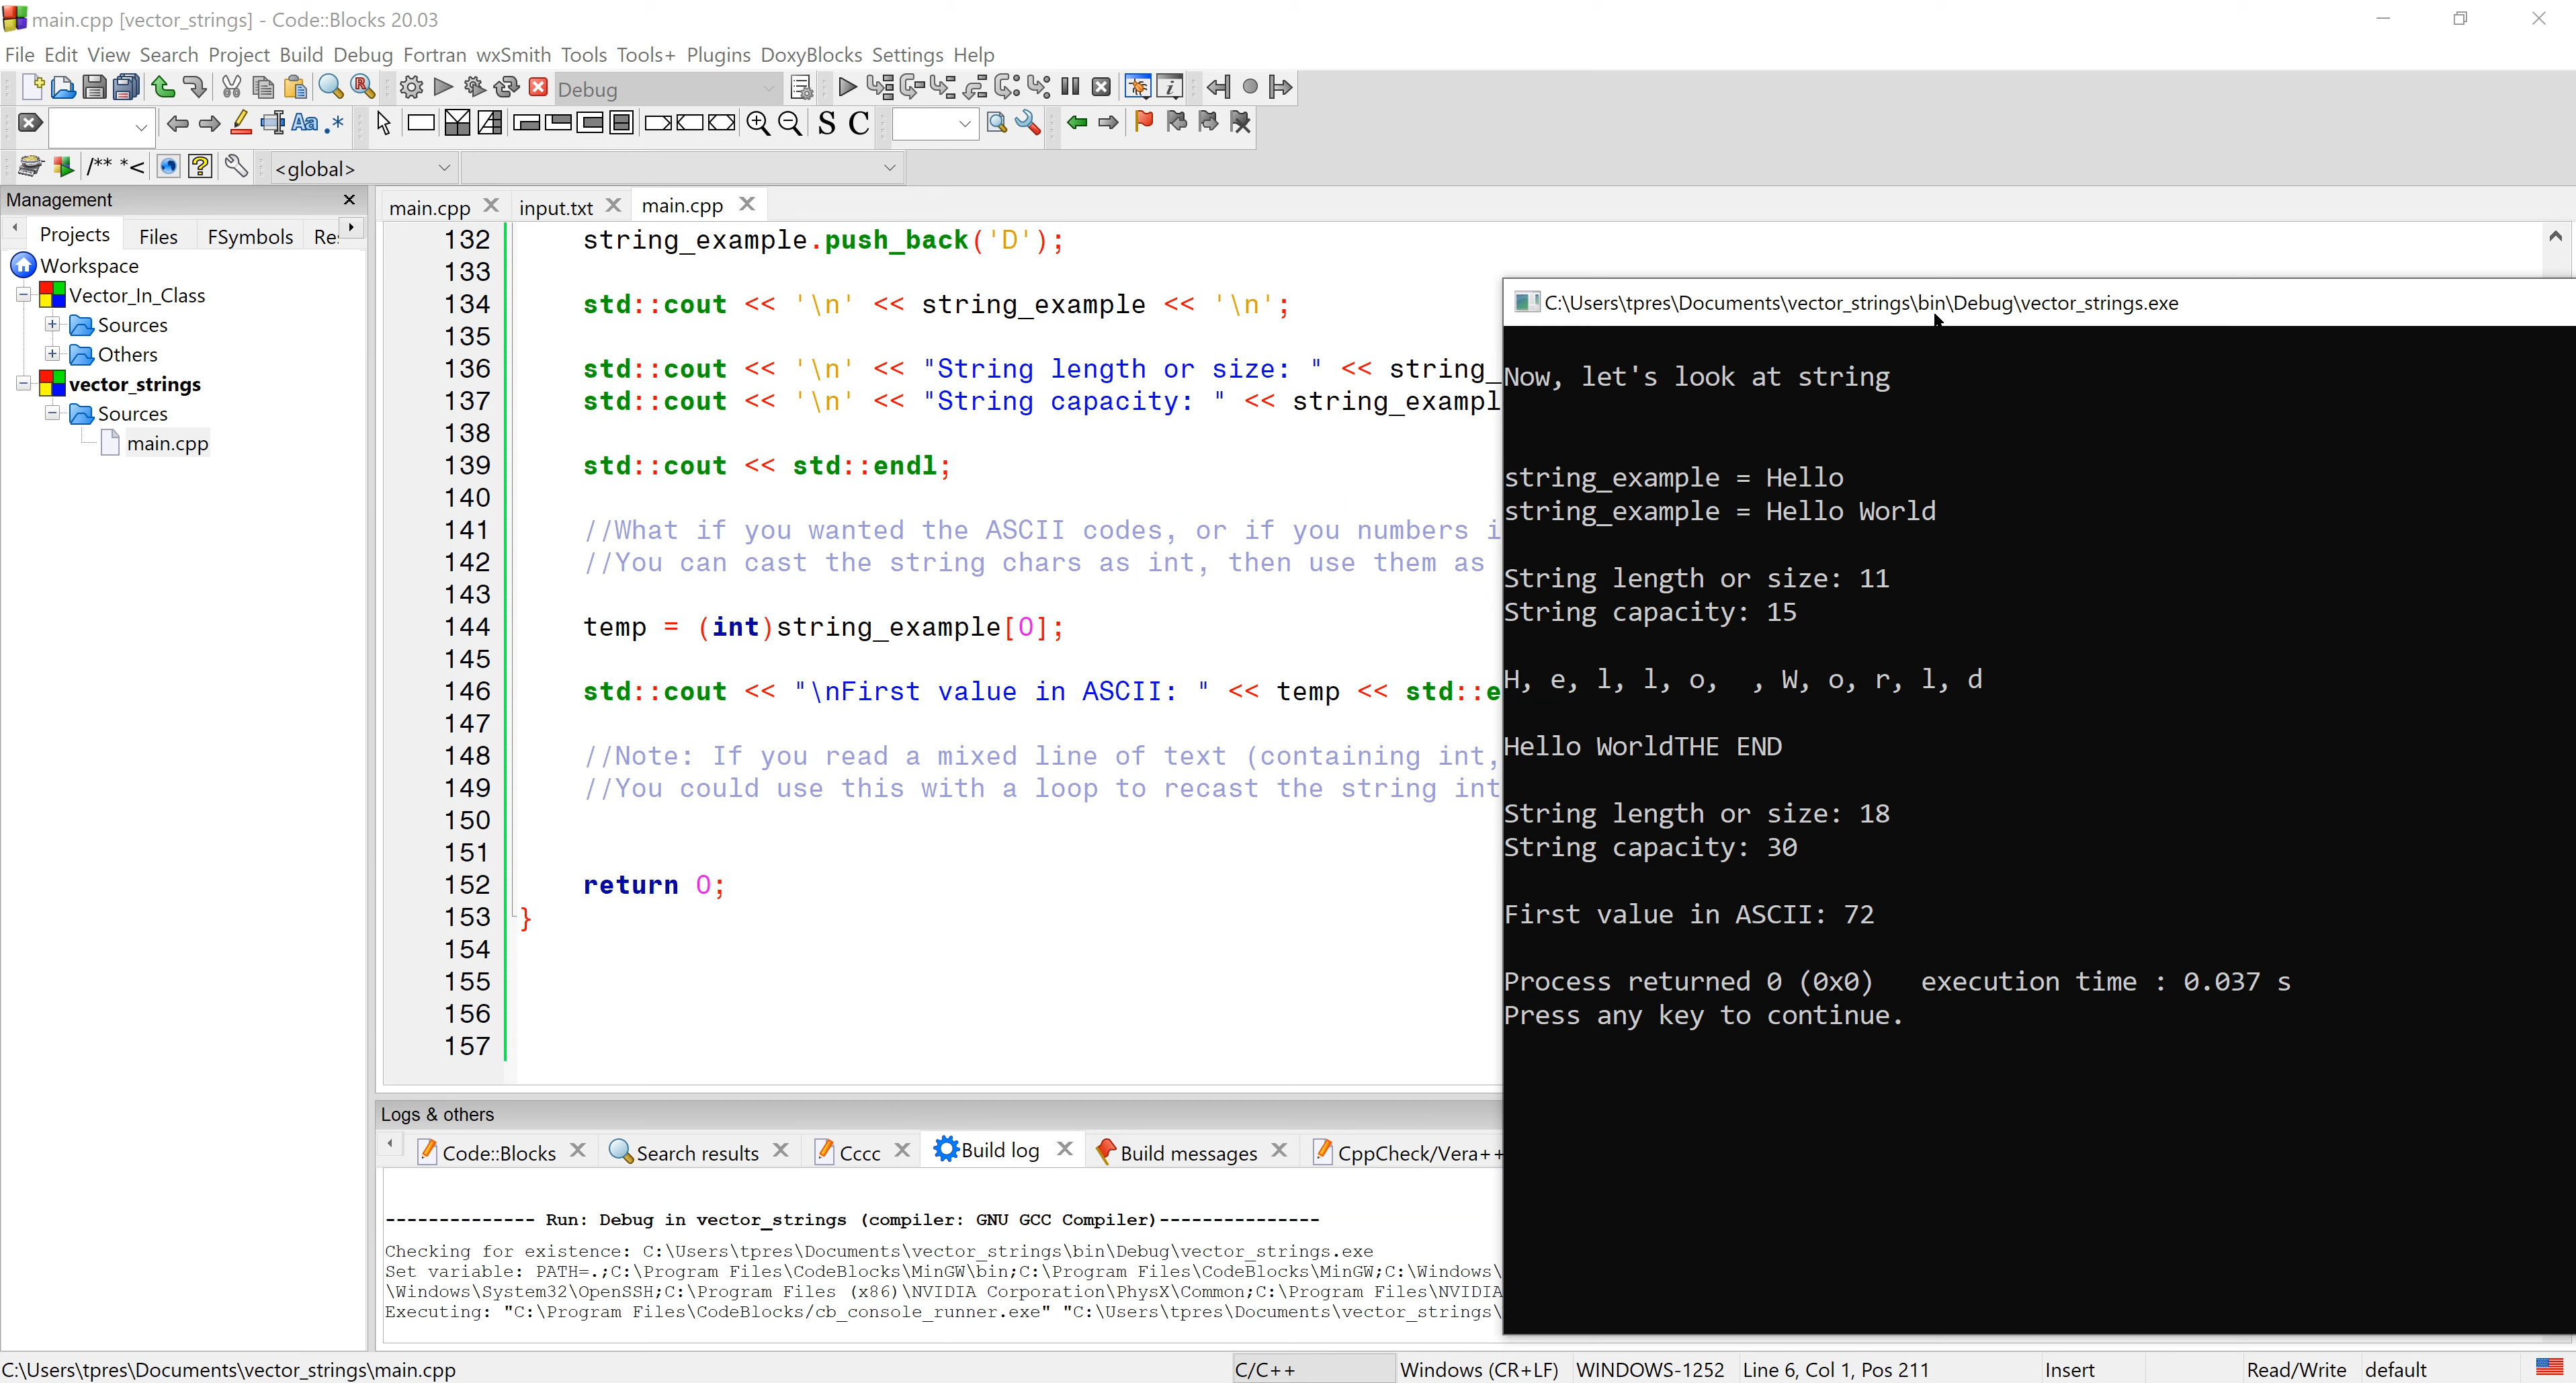 main.cpp [vector_strings] - Code::Blocks 20.03
File Edit View Search Project Build Debug Fortran wxSmith Tools Tools+ Plugins DoxyBlocks Settings Help
Debug
S C
/** *< <global>
Management
Projects Files FSymbols Re
Workspace
Vector_In_Class
Sources
Others
vector_strings
Sources
main.cpp
main.cpp input.txt main.cpp
132 string_example.push_back('D');
133
134 std::cout << '\n' << string_example << '\n';
135
136 std::cout << '\n' << "String length or size: " << string_
137 std::cout << '\n' << "String capacity: " << string_exampl
138
139 std::cout << std::endl;
140
141 //What if you wanted the ASCII codes, or if you numbers i
142 //You can cast the string chars as int, then use them as
143
144 temp = (int)string_example[0];
145
146 std::cout << "\nFirst value in ASCII: " << temp << std::e
147
148 //Note: If you read a mixed line of text (containing int,
149 //You could use this with a loop to recast the string int
150
151
152 return 0;
153 }
154
155
156
157
C:\Users\tpres\Documents\vector_strings\bin\Debug\vector_strings.exe
Now, let's look at string
string_example = Hello
string_example = Hello World
String length or size: 11
String capacity: 15
H, e, l, l, o,  , W, o, r, l, d
Hello WorldTHE END
String length or size: 18
String capacity: 30
First value in ASCII: 72
Process returned 0 (0x0)   execution time : 0.037 s
Press any key to continue.
Logs & others
Code::Blocks Search results Cccc Build log Build messages CppCheck/Vera++
-------------- Run: Debug in vector_strings (compiler: GNU GCC Compiler)---------------
Checking for existence: C:\Users\tpres\Documents\vector_strings\bin\Debug\vector_strings.exe
Set variable: PATH=.;C:\Program Files\CodeBlocks\MinGW\bin;C:\Program Files\CodeBlocks\MinGW;C:\Windows\
\Windows\System32\OpenSSH;C:\Program Files (x86)\NVIDIA Corporation\PhysX\Common;C:\Program Files\NVIDIA
Executing: "C:\Program Files\CodeBlocks/cb_console_runner.exe" "C:\Users\tpres\Documents\vector_strings\
C:\Users\tpres\Documents\vector_strings\main.cpp C/C++ Windows (CR+LF) WINDOWS-1252 Line 6, Col 1, Pos 211 Insert Read/Write default